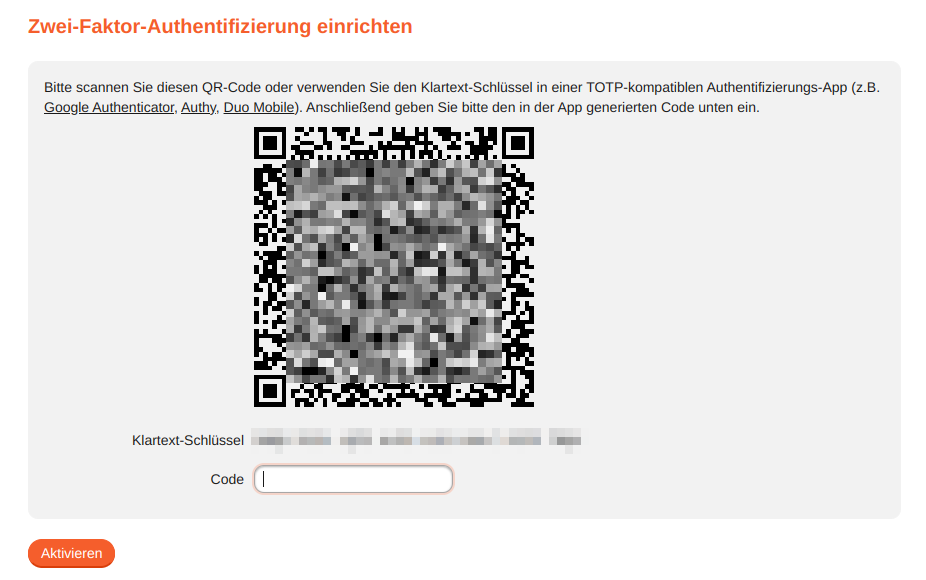 Zwei-Faktor-Authentifizierung einrichten
Bitte scannen Sie diesen QR-Code oder verwenden Sie den Klartext-Schlüssel in einer TOTP-kompatiblen Authentifizierungs-App (z.B.
Google Authenticator, Authy, Duo Mobile). Anschließend geben Sie bitte den in der App generierten Code unten ein.
Klartext-Schlüssel
Code
Aktivieren